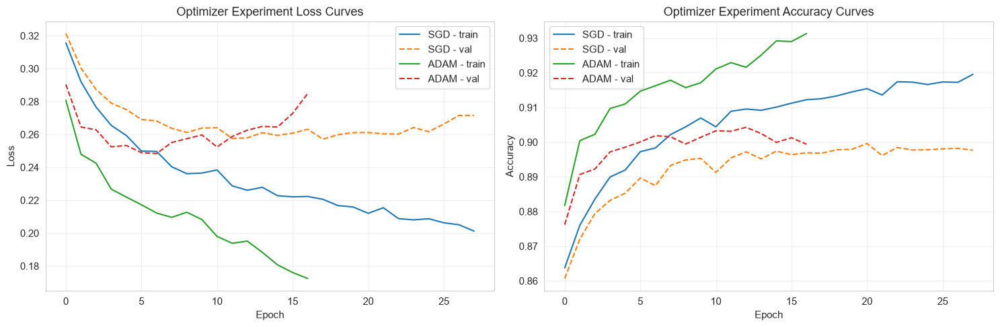 Optimizer Experiment Loss Curves
SGD - train
SGD - val
ADAM - train
ADAM - val
0.32
0.30
0.28
0.26
0.24
0.22
0.20
0.18
Loss
0 5 10 15 20 25
Epoch
Optimizer Experiment Accuracy Curves
SGD - train
SGD - val
ADAM - train
ADAM - val
0.93
0.92
0.91
0.90
0.89
0.88
0.87
0.86
Accuracy
0 5 10 15 20 25
Epoch